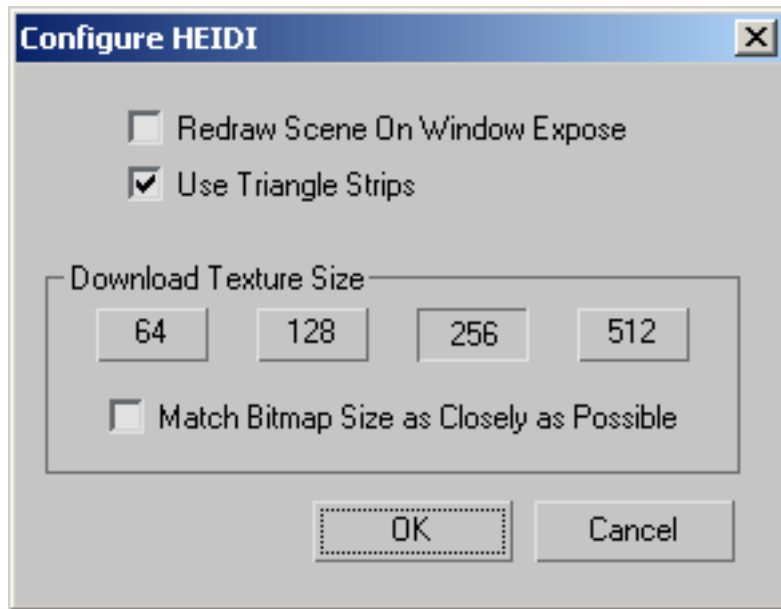 Configure HEIDI
Redraw Scene On Window Expose
Use Triangle Strips
Download Texture Size
64 128 256 512
Match Bitmap Size as Closely as Possible
OK Cancel